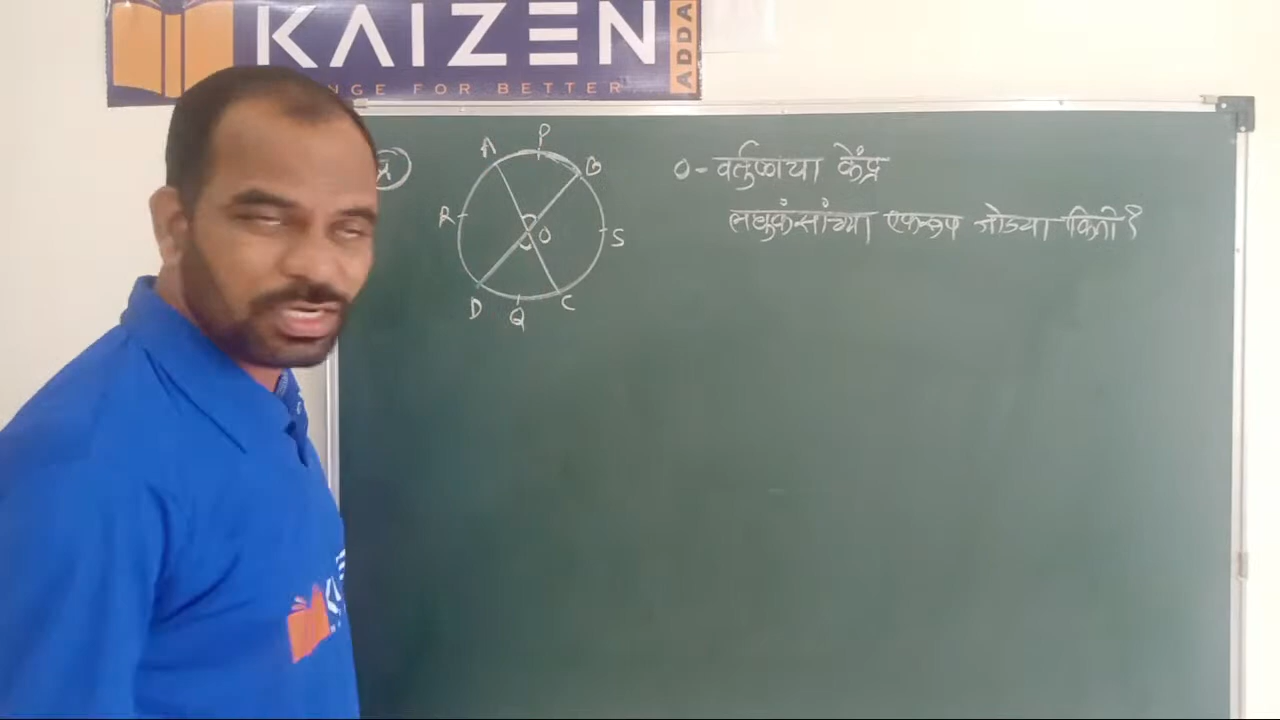 KAIZEN
ADDA
NGE FOR BETTER
A
P
B
R
O
S
D
Q
C
O - वर्तुळाचा केंद्र
लघुकंसांच्या एकरूप जोड्या किती?